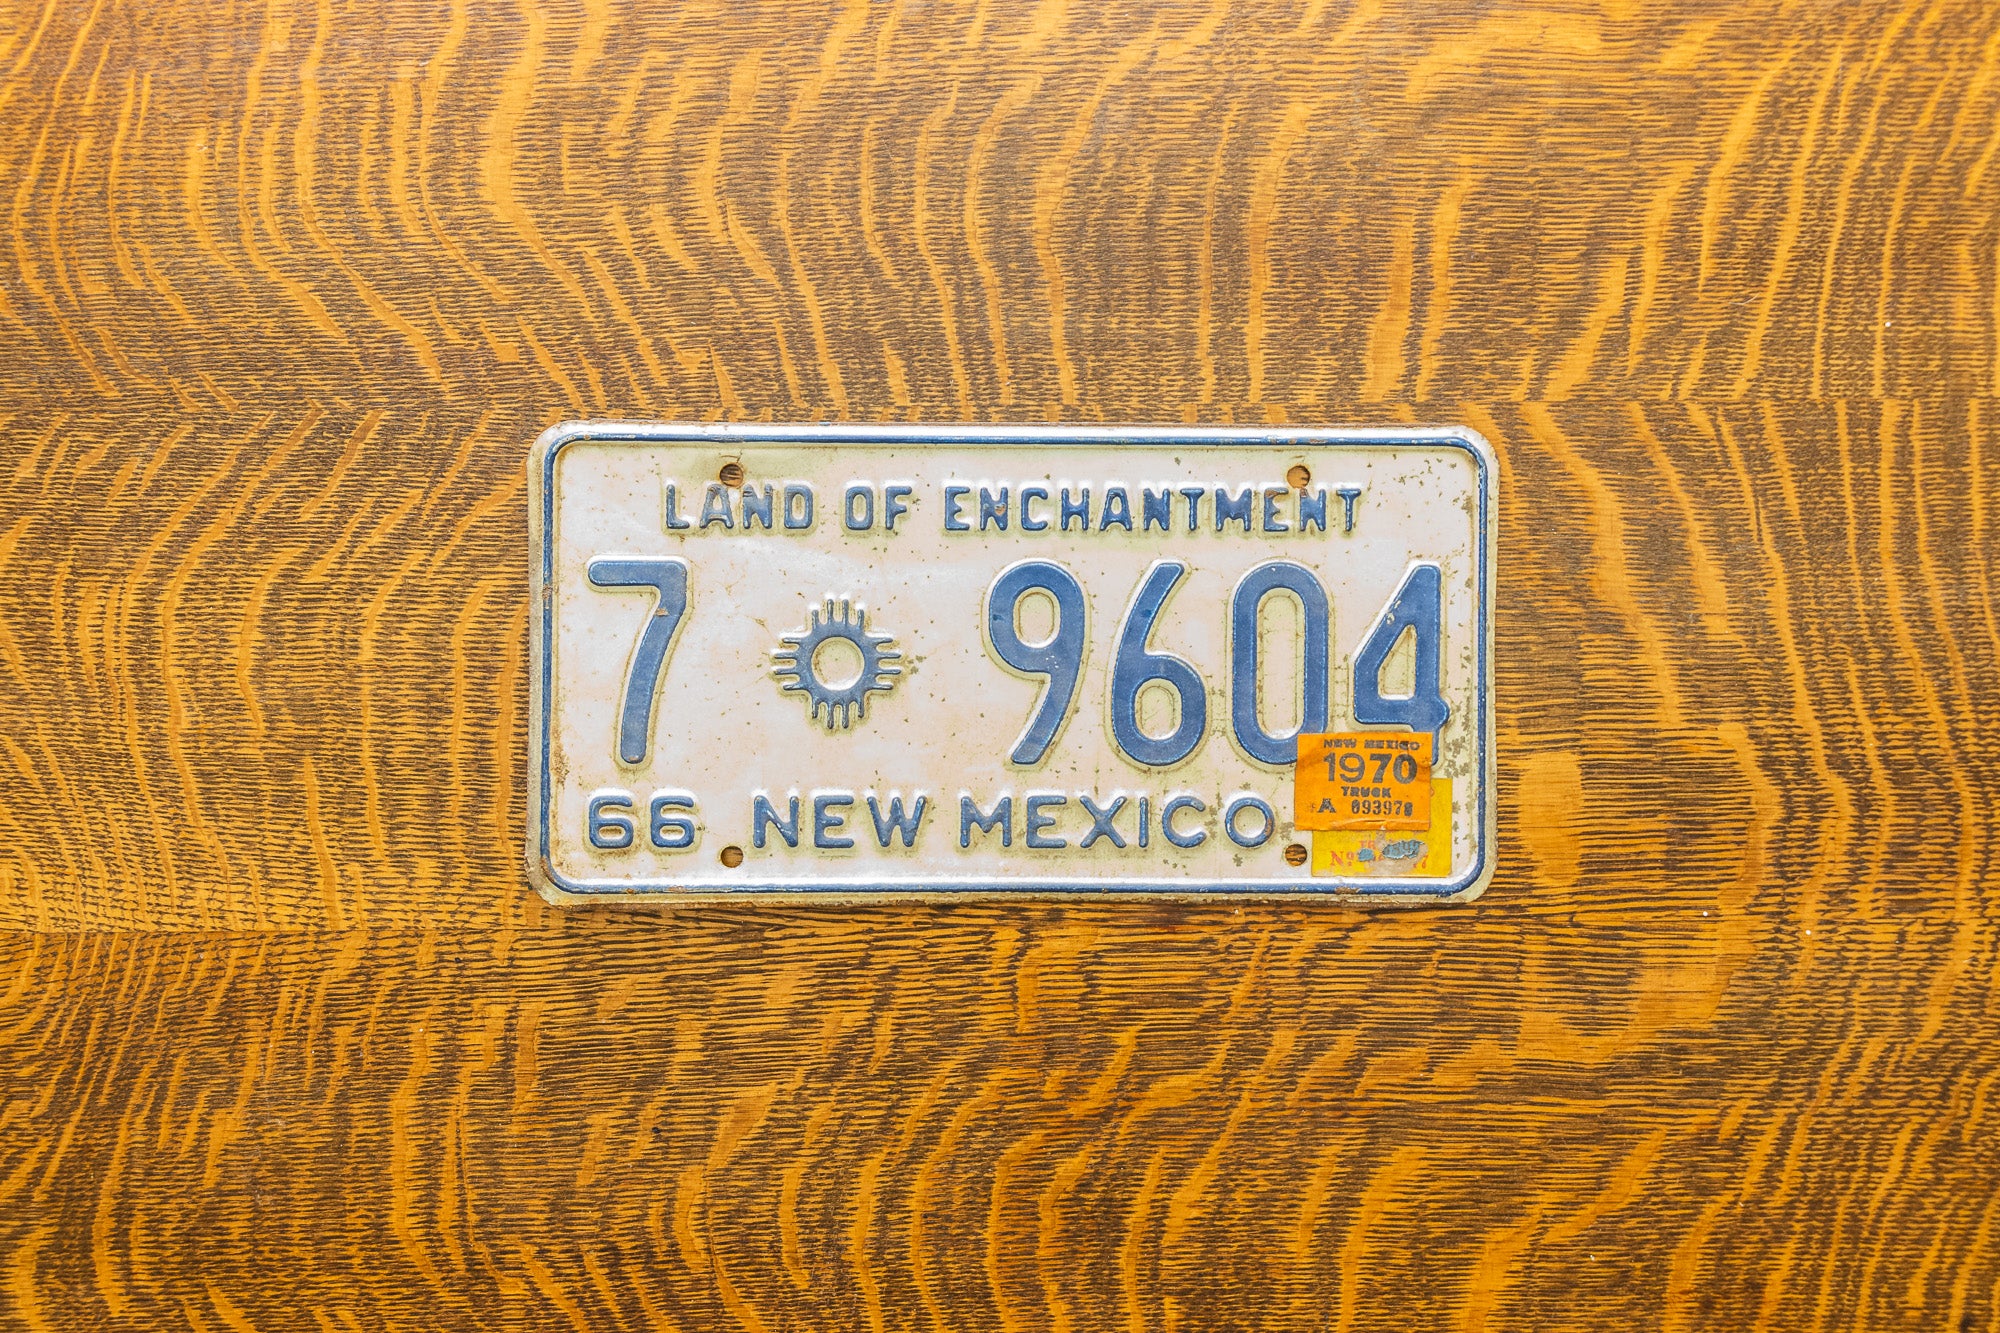 LAND OF ENCHANTMENT
7 9604
66 NEW MEXICO
NEW MEXICO
1970
TRUCK
A 093978